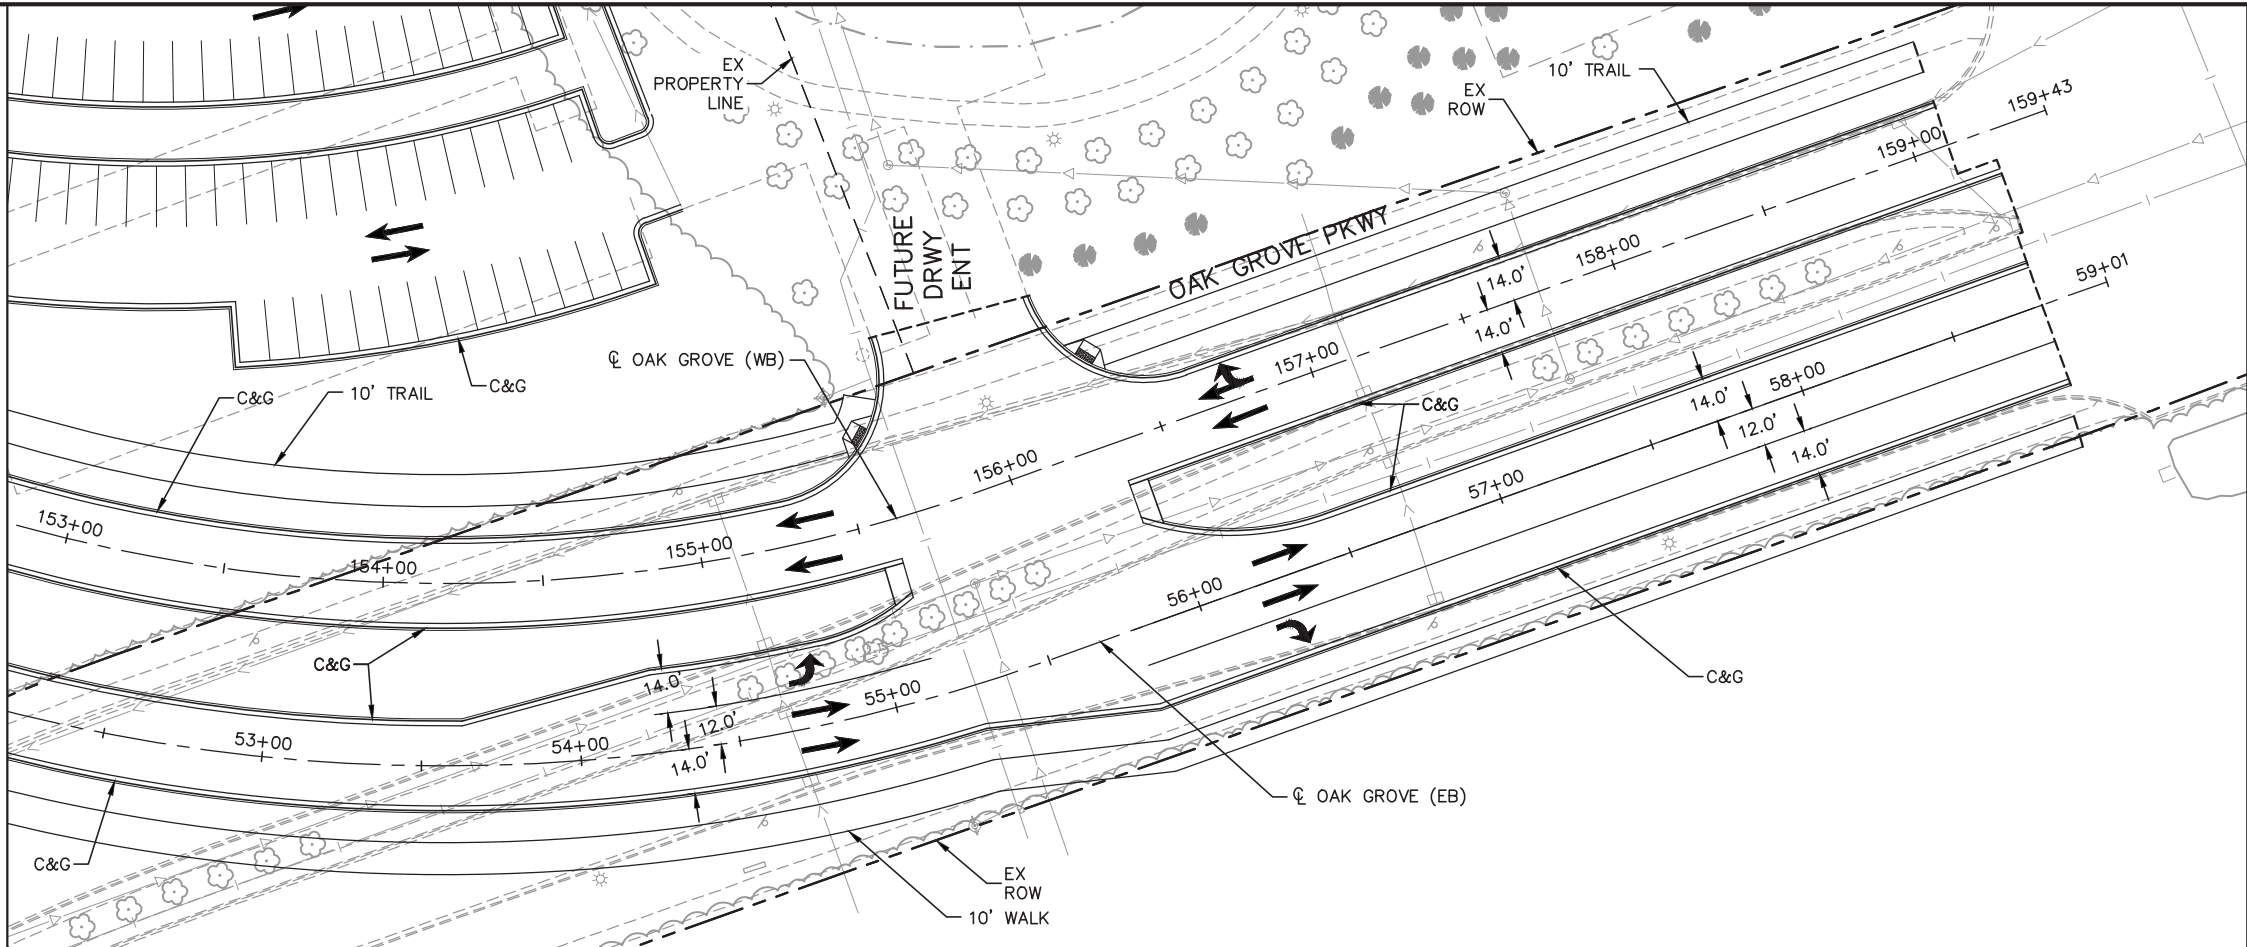 EX
PROPERTY
LINE
10' TRAIL
EX
ROW
159+43
159+00
FUTURE
DRWY
ENT
OAK GROVE PKWY
158+00
14.0'
14.0'
59+01
157+00
℄ OAK GROVE (WB)
C&G
C&G
10' TRAIL
C&G
58+00
14.0'
12.0'
14.0'
156+00
57+00
153+00
154+00
155+00
56+00
C&G
14.0'
12.0'
14.0'
55+00
C&G
53+00
54+00
℄ OAK GROVE (EB)
C&G
EX
ROW
10' WALK